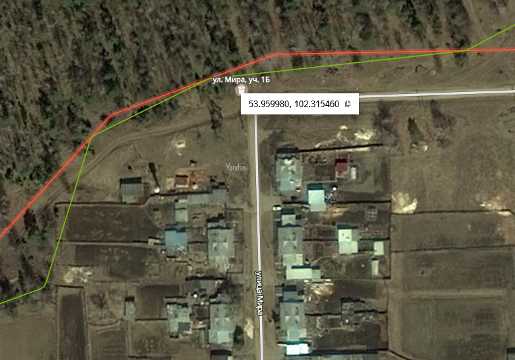 ул. Мира, уч. 1Б
53.959980, 102.315460
Yandex
улица Мира